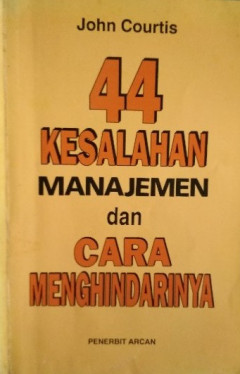 John Courtis
44
KESALAHAN
MANAJEMEN
dan
CARA
MENGHINDARINYA
PENERBIT ARCAN